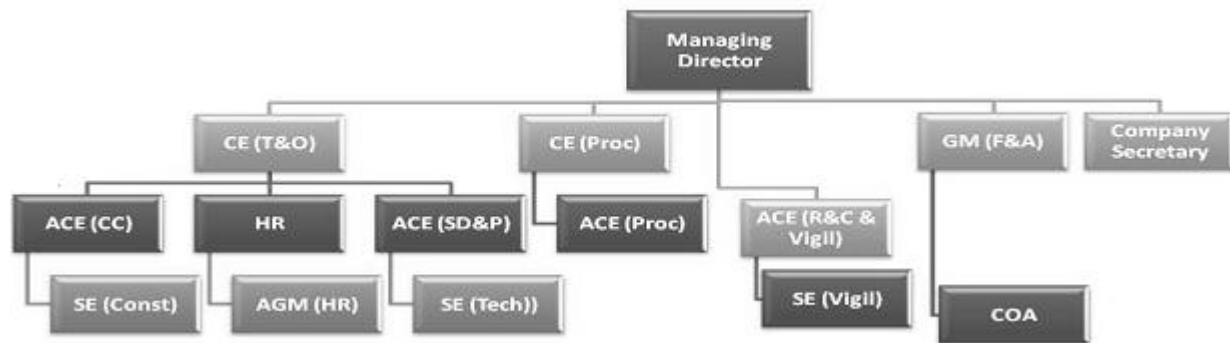 Managing
Director
CE (T&O)
CE (Proc)
GM (F&A)
Company
Secretary
ACE (CC)
HR
ACE (SD&P)
ACE (Proc)
ACE (R&C &
Vigil)
SE (Const)
AGM (HR)
SE (Tech))
SE (Vigil)
COA